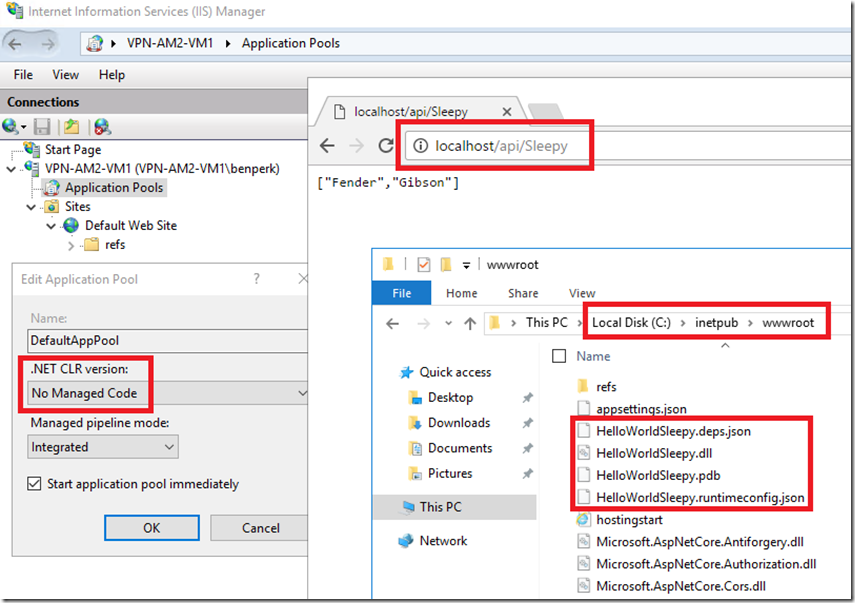 Internet Information Services (IIS) Manager
VPN-AM2-VM1 Application Pools
File View Help
Connections
Start Page
VPN-AM2-VM1 (VPN-AM2-VM1\benperk)
Application Pools
Sites
Default Web Site
refs
Edit Application Pool ?
Name:
DefaultAppPool
.NET CLR version:
No Managed Code
Managed pipeline mode:
Integrated
Start application pool immediately
OK Cancel
localhost/api/Sleepy
localhost/api/Sleepy
["Fender","Gibson"]
wwwroot
File Home Share View
This PC Local Disk (C:) inetpub wwwroot
Quick access
Desktop
Downloads
Documents
Pictures
This PC
Network
Name
refs
appsettings.json
HelloWorldSleepy.deps.json
HelloWorldSleepy.dll
HelloWorldSleepy.pdb
HelloWorldSleepy.runtimeconfig.json
hostingstart
Microsoft.AspNetCore.Antiforgery.dll
Microsoft.AspNetCore.Authorization.dll
Microsoft.AspNetCore.Cors.dll